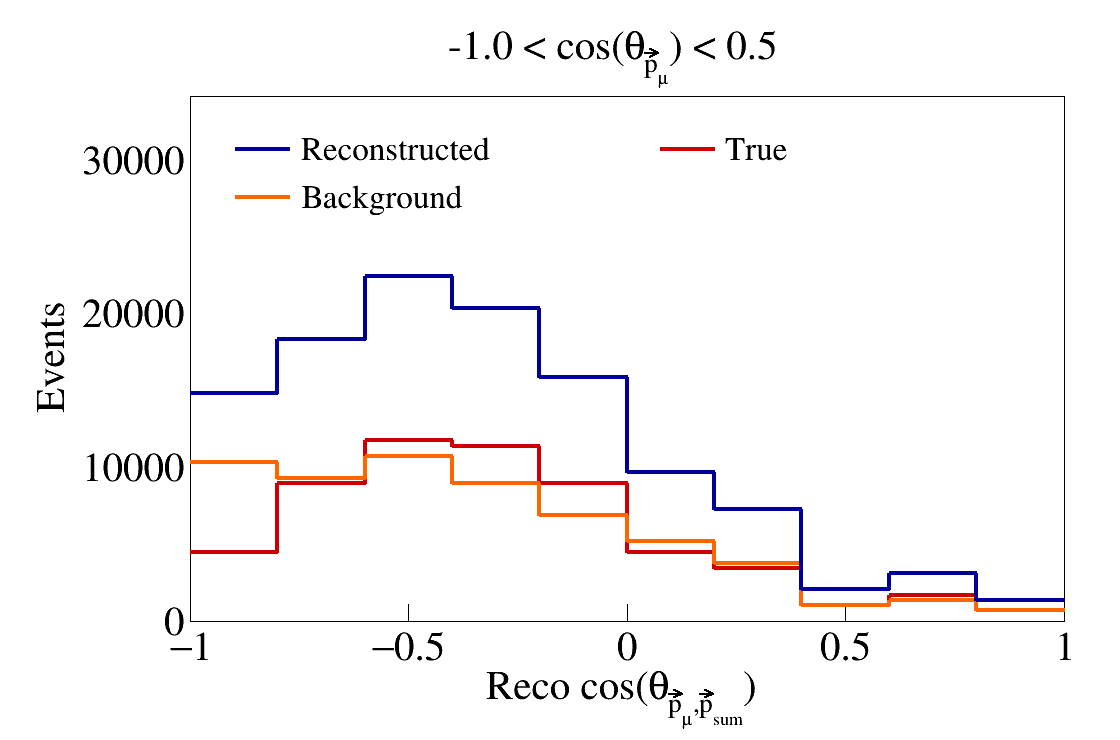 -1.0 < cos(θp⃗μ) < 0.5
Reconstructed
True
Background
Events
30000
20000
10000
0
−1
−0.5
0
0.5
1
Reco cos(θp⃗μ,p⃗sum)